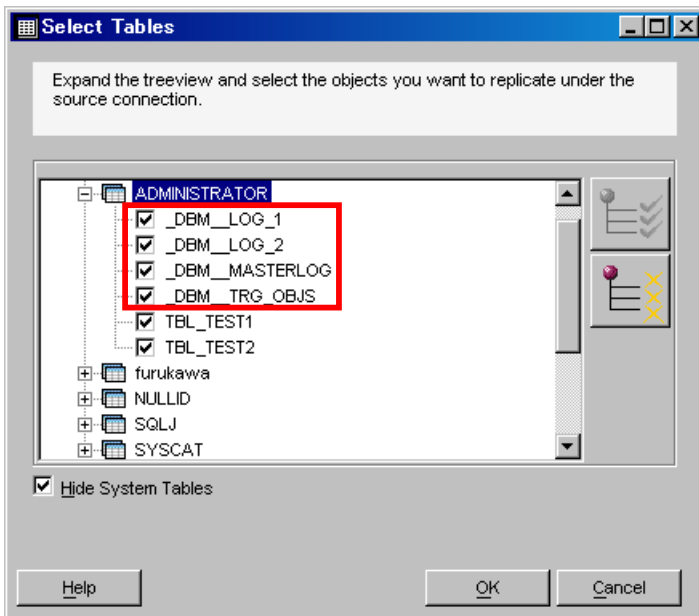 Select Tables
Expand the treeview and select the objects you want to replicate under the
source connection.
ADMINISTRATOR
_DBM__LOG_1
_DBM__LOG_2
_DBM__MASTERLOG
_DBM__TRG_OBJS
TBL_TEST1
TBL_TEST2
furukawa
NULLID
SQLJ
SYSCAT
Hide System Tables
Help
OK
Cancel